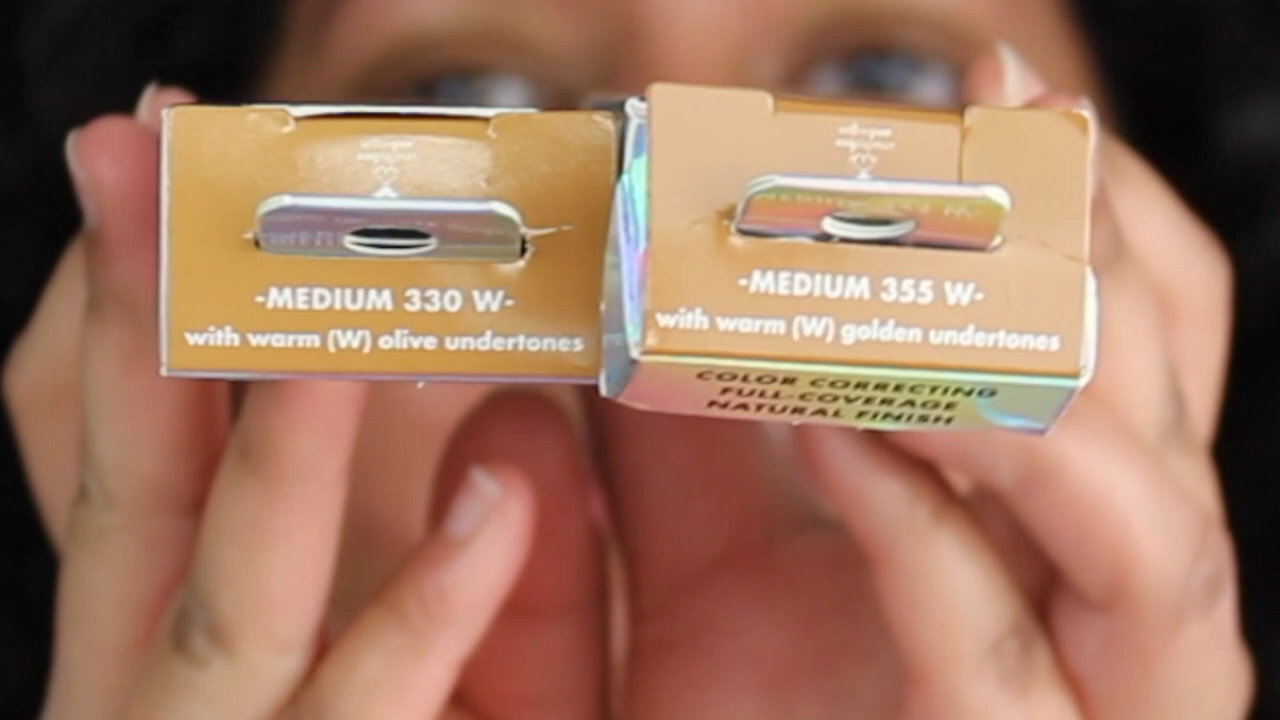 -MEDIUM 330 W-
with warm (W) olive undertones
-MEDIUM 355 W-
with warm (W) golden undertones
COLOR CORRECTING
FULL-COVERAGE
NATURAL FINISH